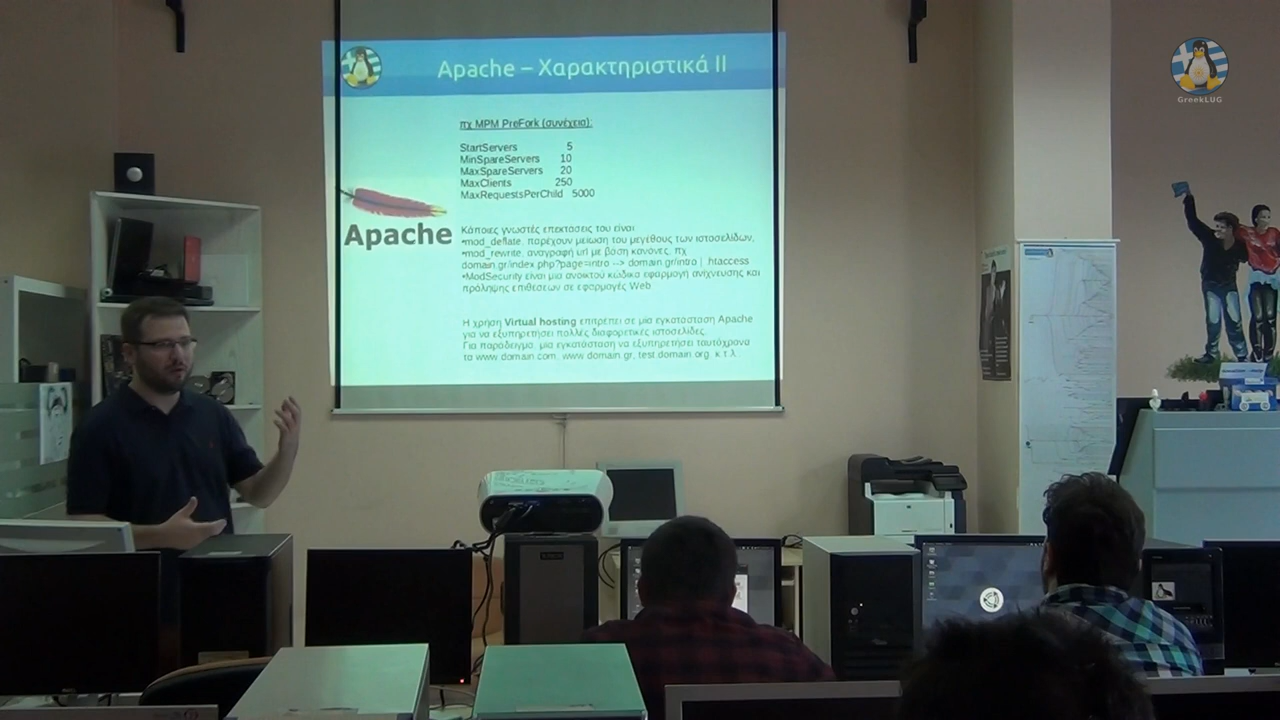 Apache – Χαρακτηριστικά II
GreekLUG
πχ MPM PreFork (συνέχεια):
StartServers 5
MinSpareServers 10
MaxSpareServers 20
MaxClients 250
MaxRequestsPerChild 5000
Apache
Κάποιες γνωστές επεκτάσεις του είναι
•mod_deflate, παρέχουν μείωση του μεγέθους των ιστοσελίδων,
•mod_rewrite, αναγραφή url με βάση κανόνες, πχ
domain.gr/index.php?page=intro --> domain.gr/intro | .htaccess
•ModSecurity είναι μια ανοικτού κώδικα εφαρμογή ανίχνευσης και
πρόληψης επιθέσεων σε εφαρμογές Web
Η χρήση Virtual hosting επιτρέπει σε μία εγκατάσταση Apache
για να εξυπηρετήσει πολλές διαφορετικές ιστοσελίδες.
Για παράδειγμα, μία εγκατάσταση να εξυπηρετήσει ταυτόχρονα
τα www.domain.com, www.domain.gr, test.domain.org, κ.τ.λ.